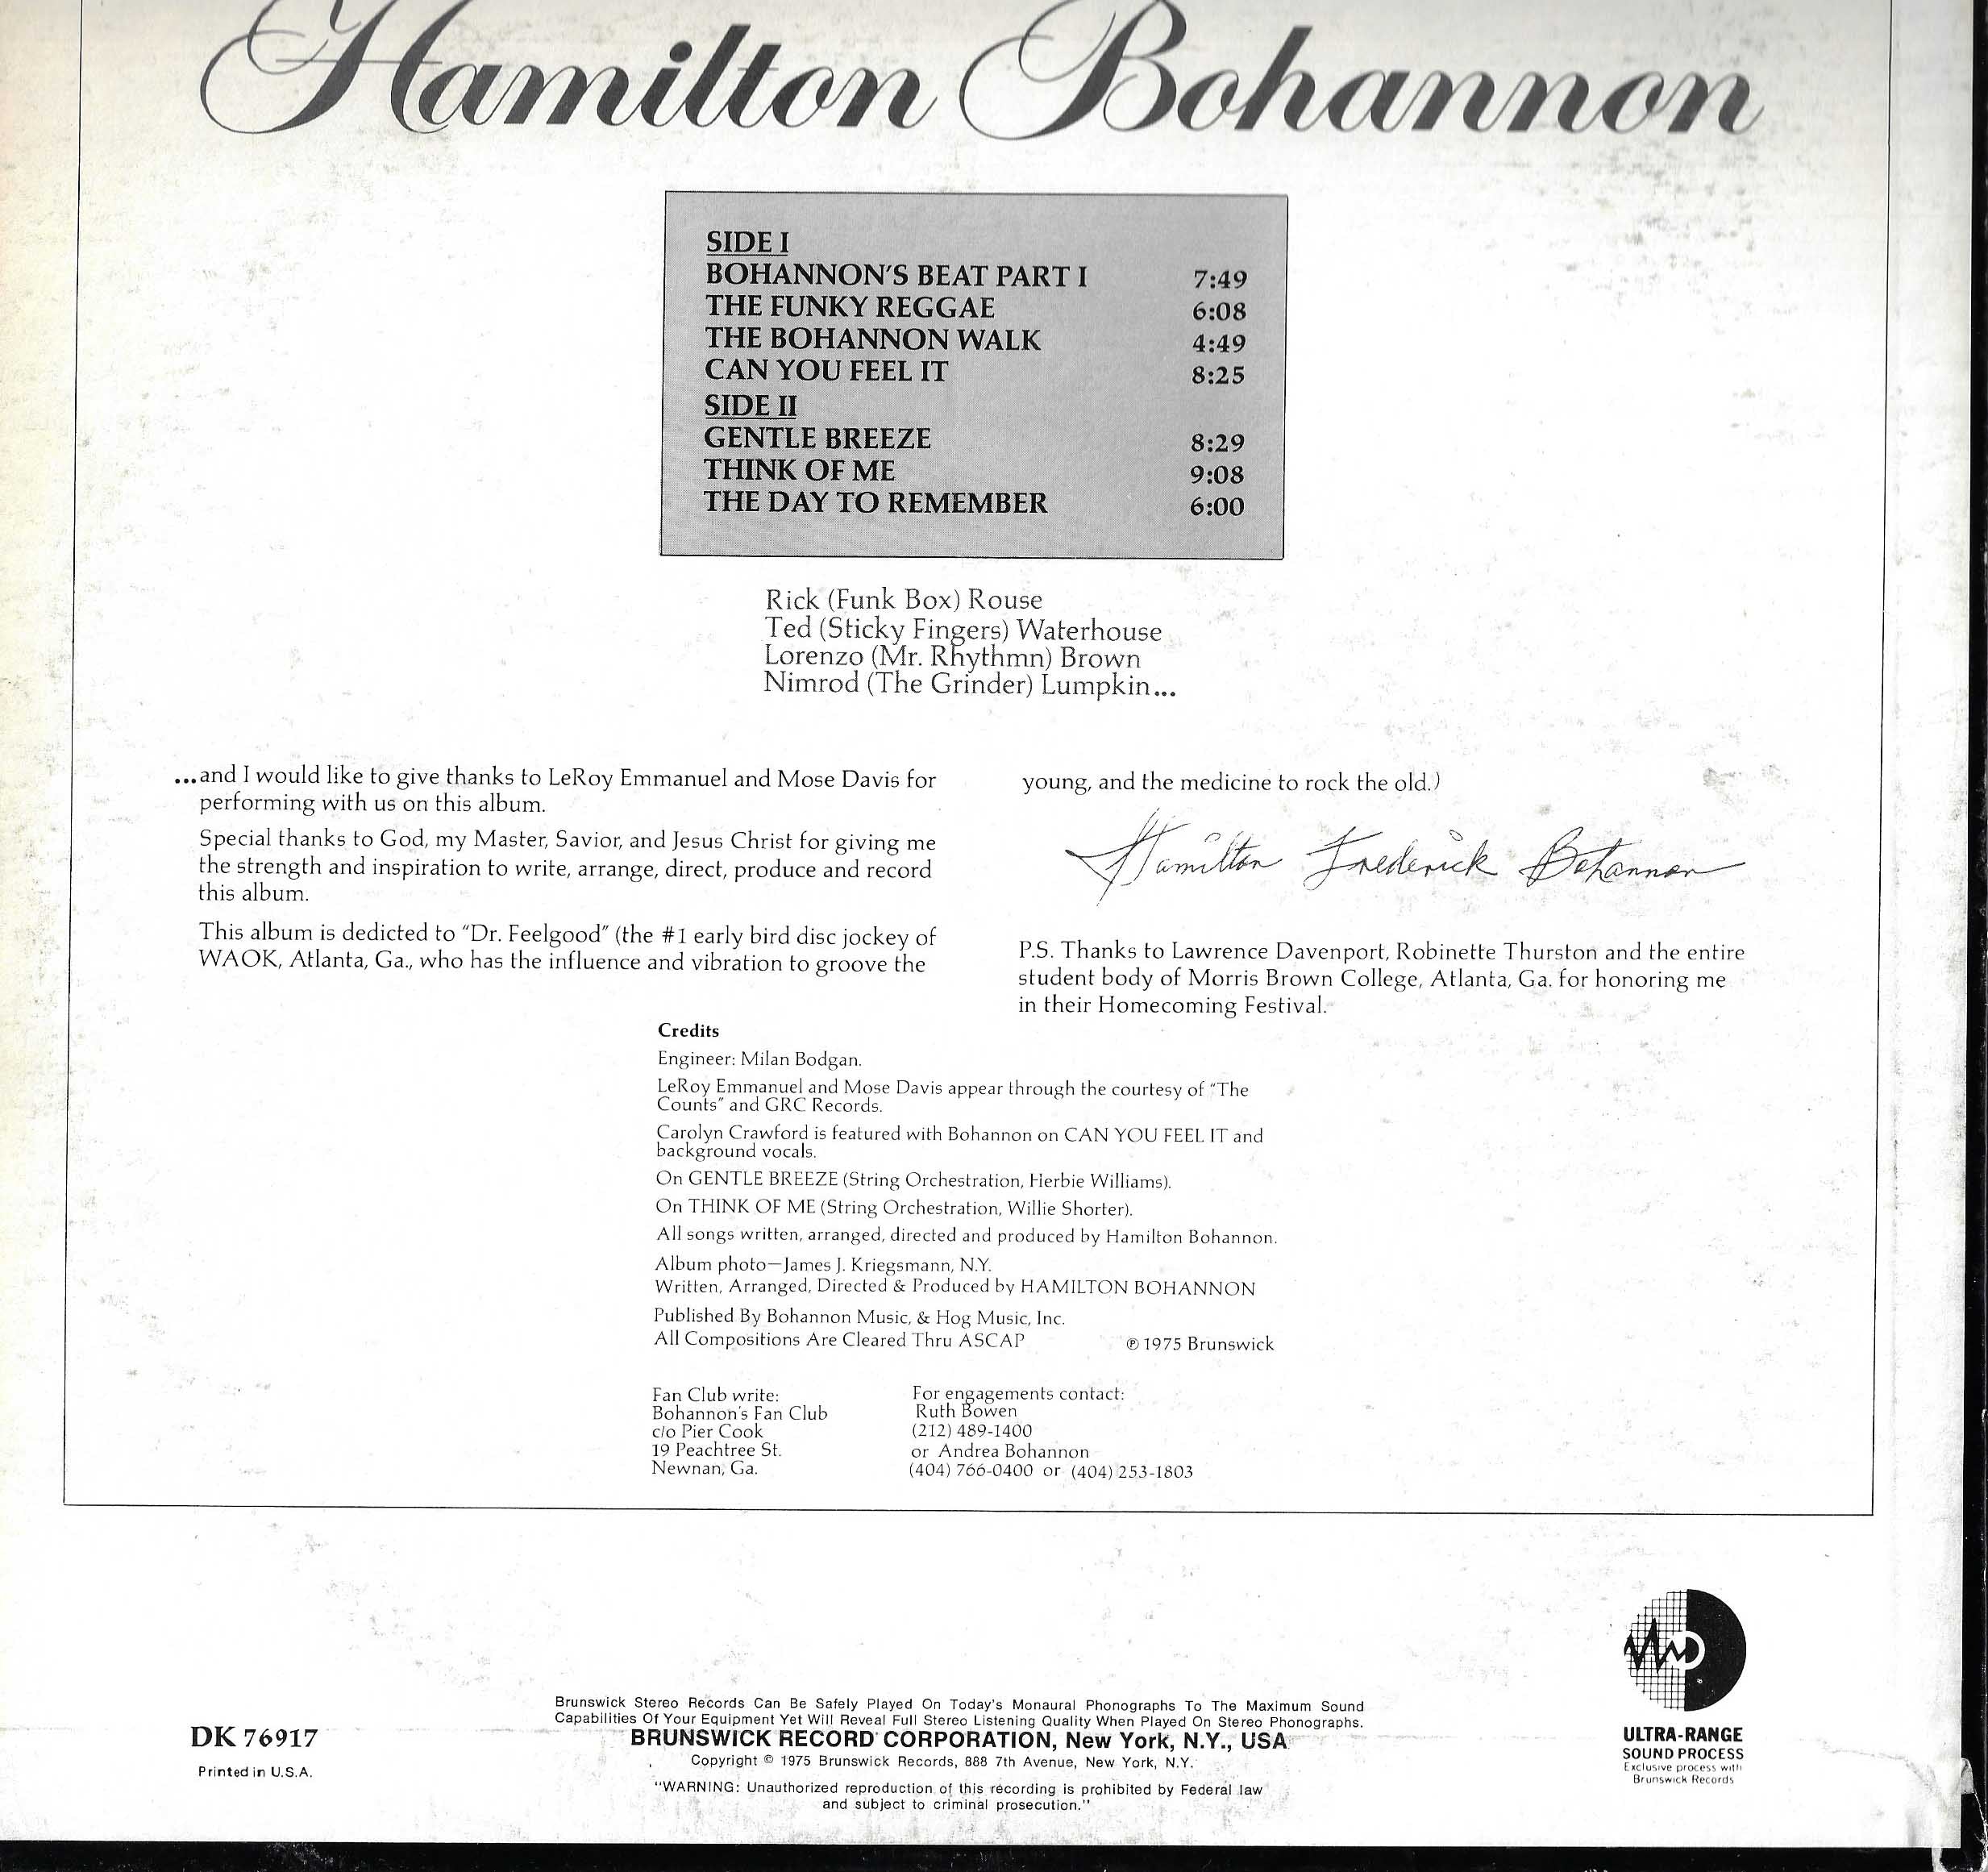 Hamilton Bohannon
SIDE I
BOHANNON'S BEAT PART I 7:49
THE FUNKY REGGAE 6:08
THE BOHANNON WALK 4:49
CAN YOU FEEL IT 8:25
SIDE II
GENTLE BREEZE 8:29
THINK OF ME 9:08
THE DAY TO REMEMBER 6:00
Rick (Funk Box) Rouse
Ted (Sticky Fingers) Waterhouse
Lorenzo (Mr. Rhythmn) Brown
Nimrod (The Grinder) Lumpkin...
...and I would like to give thanks to LeRoy Emmanuel and Mose Davis for
performing with us on this album.
Special thanks to God, my Master, Savior, and Jesus Christ for giving me
the strength and inspiration to write, arrange, direct, produce and record
this album.
This album is dedicted to "Dr. Feelgood" (the #1 early bird disc jockey of
WAOK, Atlanta, Ga., who has the influence and vibration to groove the
young, and the medicine to rock the old.)
Hamilton Frederick Bohannon
P.S. Thanks to Lawrence Davenport, Robinette Thurston and the entire
student body of Morris Brown College, Atlanta, Ga. for honoring me
in their Homecoming Festival.
Credits
Engineer: Milan Bodgan.
LeRoy Emmanuel and Mose Davis appear through the courtesy of "The
Counts" and GRC Records.
Carolyn Crawford is featured with Bohannon on CAN YOU FEEL IT and
background vocals.
On GENTLE BREEZE (String Orchestration, Herbie Williams).
On THINK OF ME (String Orchestration, Willie Shorter).
All songs written, arranged, directed and produced by Hamilton Bohannon.
Album photo—James J. Kriegsmann, N.Y.
Written, Arranged, Directed & Produced by HAMILTON BOHANNON
Published By Bohannon Music, & Hog Music, Inc.
All Compositions Are Cleared Thru ASCAP ℗ 1975 Brunswick
Fan Club write:
Bohannon's Fan Club
c/o Pier Cook
19 Peachtree St.
Newnan, Ga.
For engagements contact:
Ruth Bowen
(212) 489-1400
or Andrea Bohannon
(404) 766-0400 or (404) 253-1803
ULTRA-RANGE
SOUND PROCESS
Exclusive process with
Brunswick Records
DK 76917
Printed in U.S.A.
Brunswick Stereo Records Can Be Safely Played On Today's Monaural Phonographs To The Maximum Sound
Capabilities Of Your Equipment Yet Will Reveal Full Stereo Listening Quality When Played On Stereo Phonographs.
BRUNSWICK RECORD CORPORATION, New York, N.Y., USA
Copyright © 1975 Brunswick Records, 888 7th Avenue, New York, N.Y.
"WARNING: Unauthorized reproduction of this recording is prohibited by Federal law
and subject to criminal prosecution."